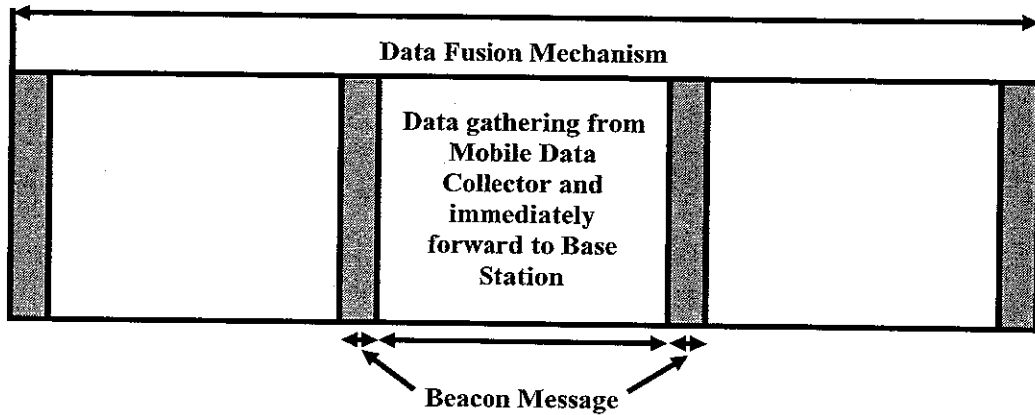 Data Fusion Mechanism
Data gathering from
Mobile Data
Collector and
immediately
forward to Base
Station
Beacon Message